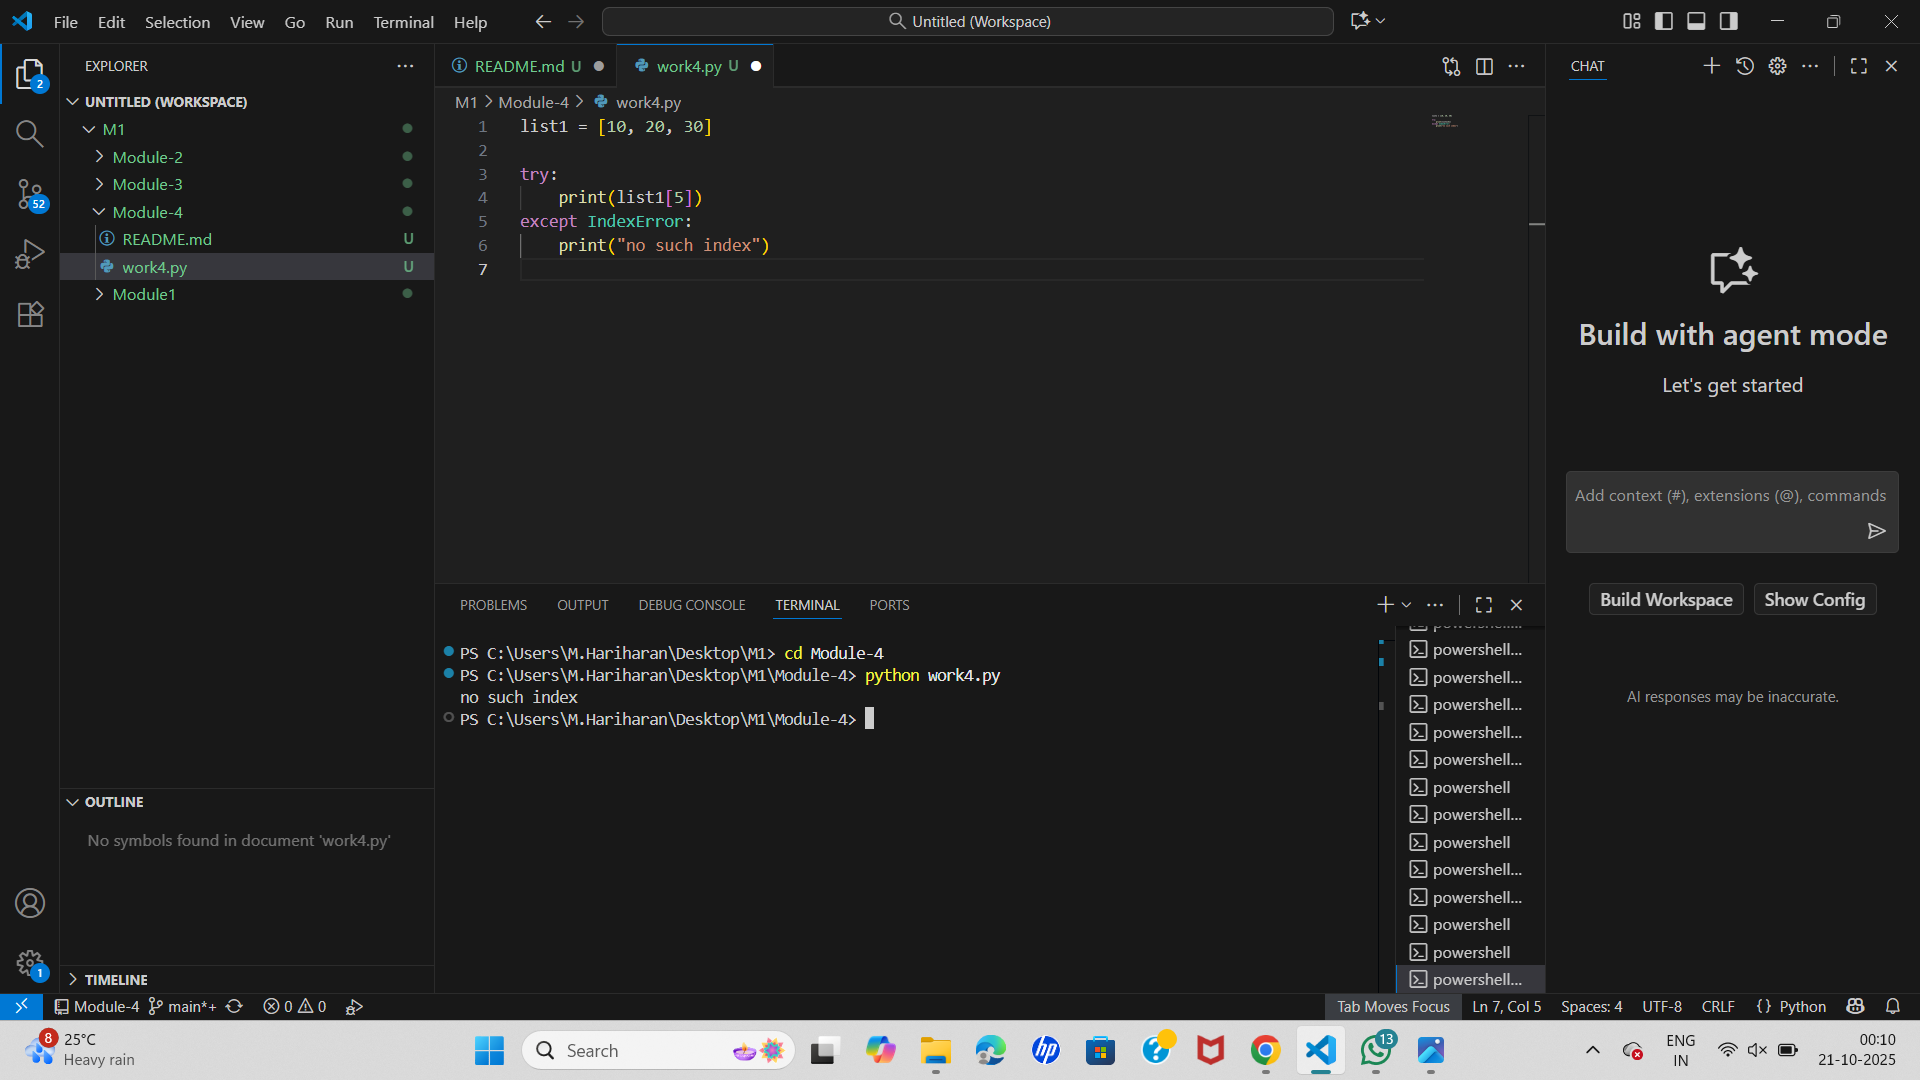 File Edit Selection View Go Run Terminal Help
Untitled (Workspace)
EXPLORER
UNTITLED (WORKSPACE)
M1
Module-2
Module-3
Module-4
README.md U
work4.py U
Module1
2
52
README.md U
work4.py U
M1 > Module-4 > work4.py
1 list1 = [10, 20, 30]
2
3 try:
4 print(list1[5])
5 except IndexError:
6 print("no such index")
7
CHAT
Build with agent mode
Let's get started
Add context (#), extensions (@), commands
Build Workspace Show Config
AI responses may be inaccurate.
PROBLEMS OUTPUT DEBUG CONSOLE TERMINAL PORTS
PS C:\Users\M.Hariharan\Desktop\M1> cd Module-4
PS C:\Users\M.Hariharan\Desktop\M1\Module-4> python work4.py
no such index
PS C:\Users\M.Hariharan\Desktop\M1\Module-4>
powershell...
powershell...
powershell...
powershell...
powershell...
powershell
powershell...
powershell
powershell...
powershell...
powershell
powershell
powershell...
OUTLINE
No symbols found in document 'work4.py'
TIMELINE
1
Module-4 main*+ 0 0
Tab Moves Focus Ln 7, Col 5 Spaces: 4 UTF-8 CRLF {} Python
8
25°C
Heavy rain
Search
hp
13
ENG
IN
00:10
21-10-2025